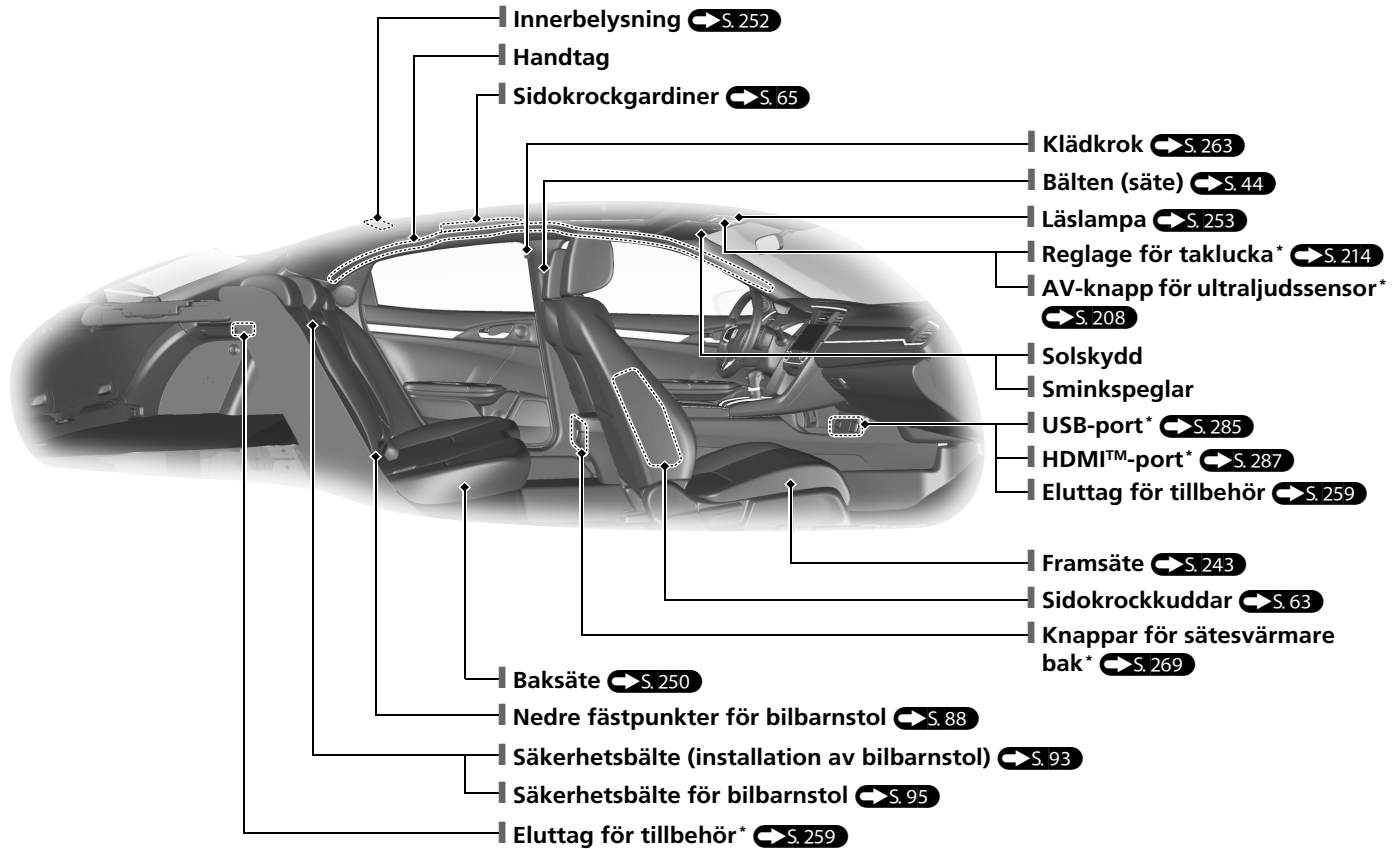 Innerbelysning S. 252
Handtag
Sidokrockgardiner S. 65
Klädkrok S. 263
Bälten (säte) S. 44
Läslampa S. 253
Reglage för taklucka* S. 214
AV-knapp för ultraljudssensor*
S. 208
Solskydd
Sminkspeglar
USB-port* S. 285
HDMI™-port* S. 287
Eluttag för tillbehör S. 259
Framsäte S. 243
Sidokrockkuddar S. 63
Knappar för sätesvärmare
bak* S. 269
Baksäte S. 250
Nedre fästpunkter för bilbarnstol S. 88
Säkerhetsbälte (installation av bilbarnstol) S. 93
Säkerhetsbälte för bilbarnstol S. 95
Eluttag för tillbehör* S. 259